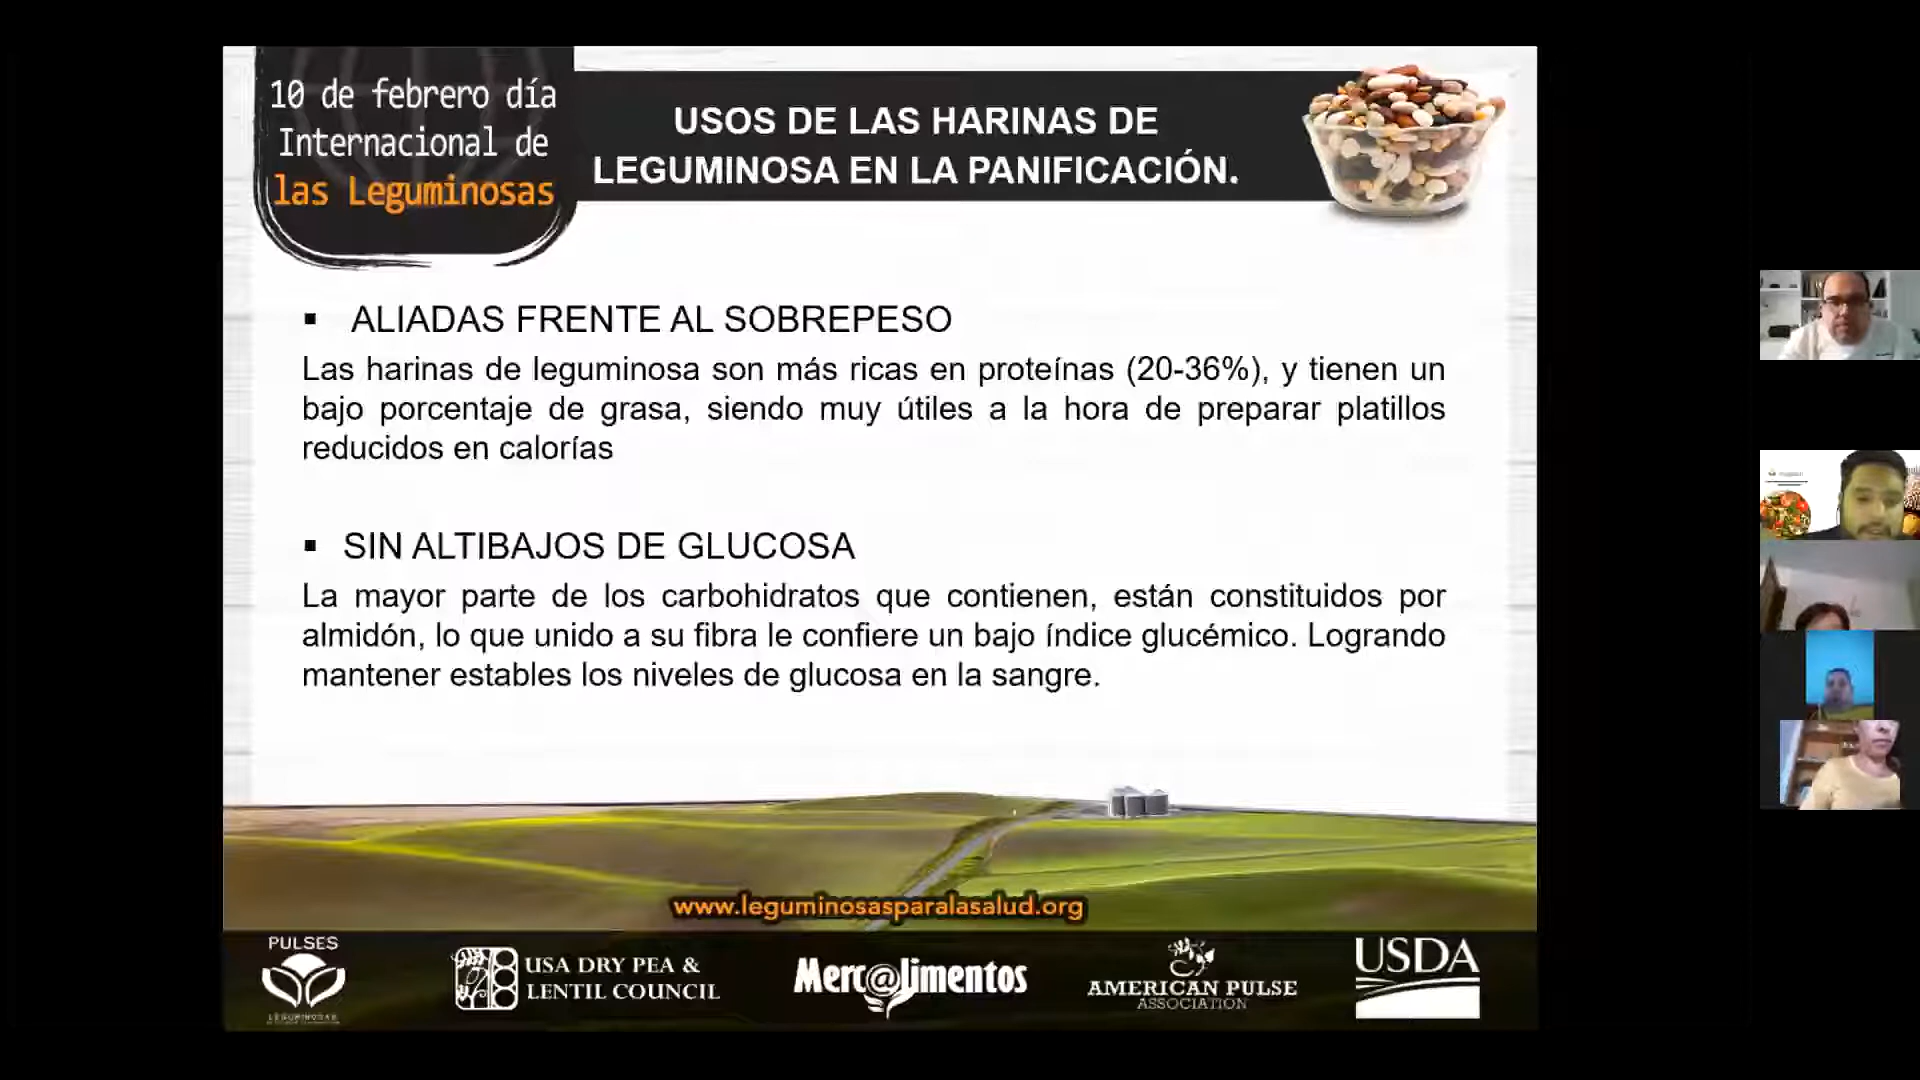 10 de febrero día
Internacional de
las Leguminosas
USOS DE LAS HARINAS DE
LEGUMINOSA EN LA PANIFICACIÓN.
▪ ALIADAS FRENTE AL SOBREPESO
Las harinas de leguminosa son más ricas en proteínas (20-36%), y tienen un
bajo porcentaje de grasa, siendo muy útiles a la hora de preparar platillos
reducidos en calorías
▪ SIN ALTIBAJOS DE GLUCOSA
La mayor parte de los carbohidratos que contienen, están constituidos por
almidón, lo que unido a su fibra le confiere un bajo índice glucémico. Logrando
mantener estables los niveles de glucosa en la sangre.
www.leguminosasparalasalud.org
PULSES
LEGUMINOSAS
USA DRY PEA &
LENTIL COUNCIL
Merc@limentos
AMERICAN PULSE
ASSOCIATION
USDA